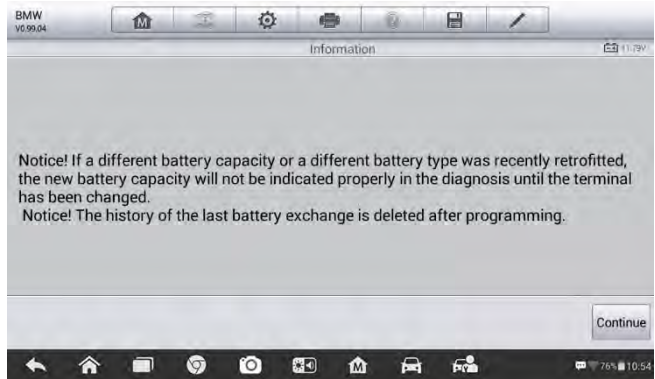 BMW
V0.99.04
Information
11.79V
Notice! If a different battery capacity or a different battery type was recently retrofitted,
the new battery capacity will not be indicated properly in the diagnosis until the terminal
has been changed.
Notice! The history of the last battery exchange is deleted after programming.
Continue
76% 10:54